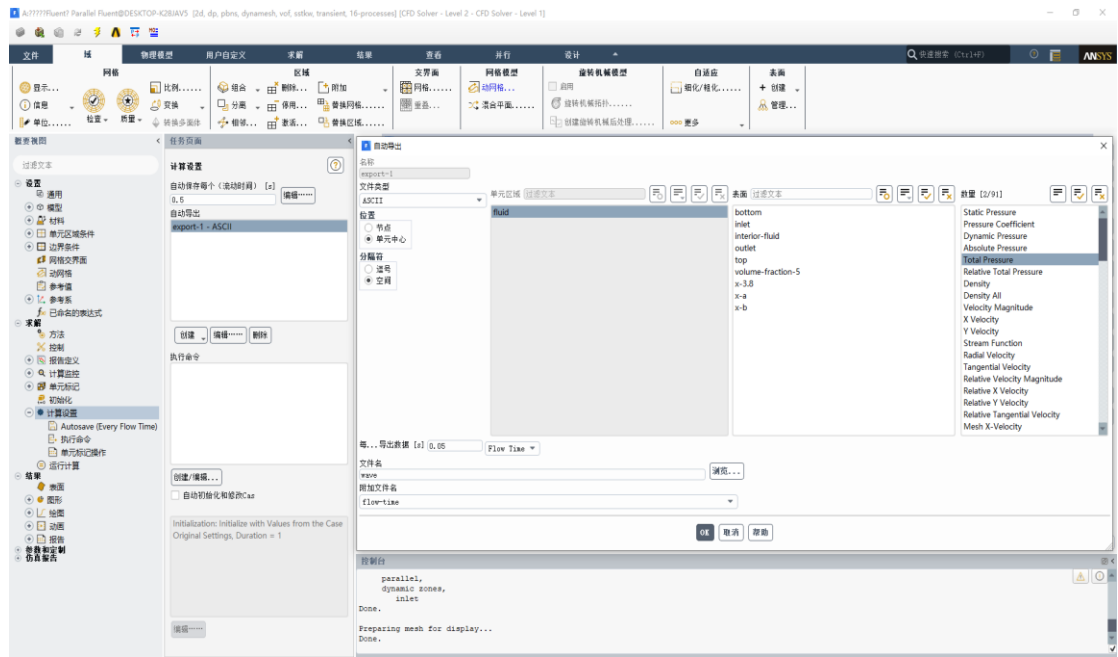 A:?????Fluent? Parallel Fluent@DESKTOP-K28JAV5 [2d, dp, pbns, dynamesh, vof, sstkw, transient, 16-processes] [CFD Solver - Level 2 - CFD Solver - Level 1]
文件 域 物理模型 用户自定义 求解 结果 查看 并行 设计 快速搜索 (Ctrl+F) ANSYS
网格 区域 交界面 网格模型 旋转机械模型 自适应 表面
显示... 比例...... 组合 删除... 附加 网格...... 动网格... 启用 细化/粗化...... + 创建
信息 检查 质量 变换 分离 停用... 替换网格...... 重叠... 混合平面...... 旋转机械拓扑...... 管理...
单位...... 转换多面体 相邻... 激活... 替换区域... 创建旋转机械后处理...... 更多
概要视图
过滤文本
设置
通用
模型
材料
单元区域条件
边界条件
网格交界面
动网格
参考值
参考系
已命名的表达式
求解
方法
控制
报告定义
计算监控
单元标记
初始化
计算设置
Autosave (Every Flow Time)
执行命令
单元标记操作
运行计算
结果
表面
图形
绘图
动画
报告
参数和定制
仿真报告
任务页面
计算设置
自动保存每个 (流动时间) [s]
0.5 编辑……
自动导出
export-1 - ASCII
创建 编辑…… 删除
执行命令
创建/编辑...
自动初始化和修改Cas
Initialization: Initialize with Values from the Case
Original Settings, Duration = 1
编辑……
自动导出
名称
export-1
文件类型
ASCII
位置
节点
单元中心
分隔符
逗号
空间
单元区域 过滤文本
fluid
表面 过滤文本
bottom
inlet
interior-fluid
outlet
top
volume-fraction-5
x-3.8
x-a
x-b
数量 [2/91]
Static Pressure
Pressure Coefficient
Dynamic Pressure
Absolute Pressure
Total Pressure
Relative Total Pressure
Density
Density All
Velocity Magnitude
X Velocity
Y Velocity
Stream Function
Radial Velocity
Tangential Velocity
Relative Velocity Magnitude
Relative X Velocity
Relative Y Velocity
Relative Tangential Velocity
Mesh X-Velocity
每...导出数据 [s] 0.05 Flow Time
文件名
wave 浏览...
附加文件名
flow-time
OK 取消 帮助
控制台
parallel,
dynamic zones,
inlet
Done.
Preparing mesh for display...
Done.